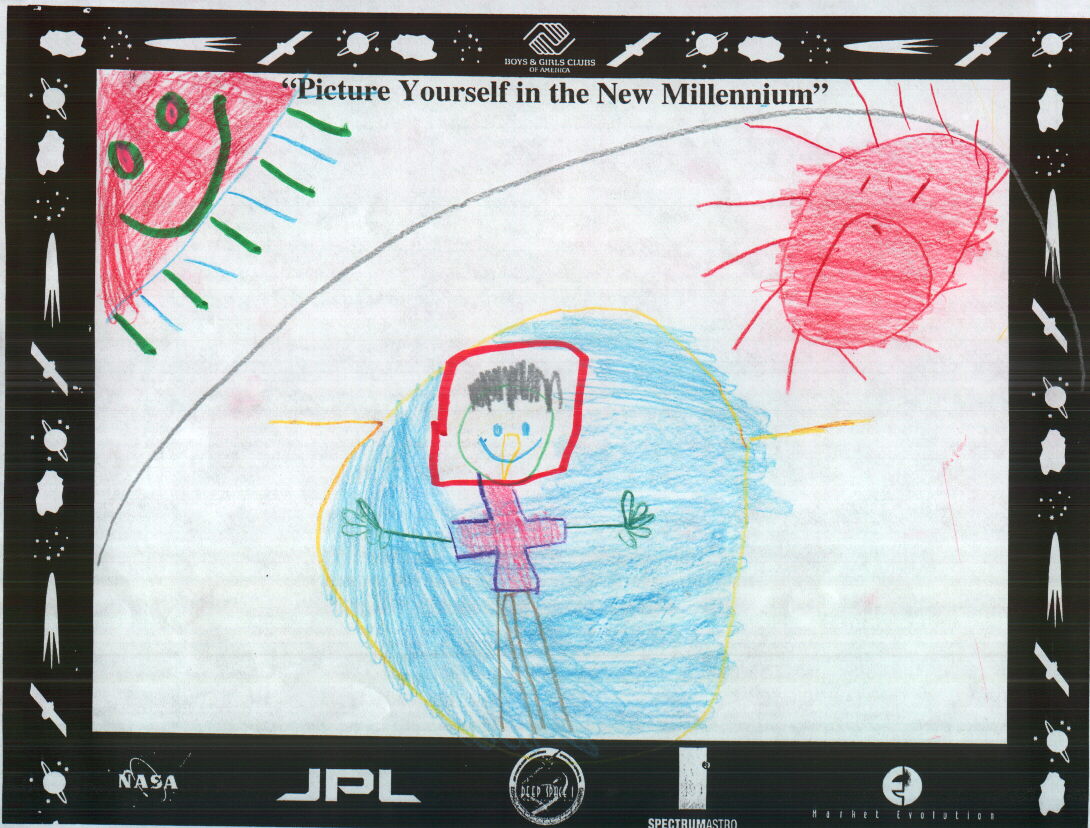 BOYS & GIRLS CLUBS
OF AMERICA
“Picture Yourself in the New Millennium”
NASA
JPL
DEEP SPACE 1
SPECTRUMASTRO
Market Evolution